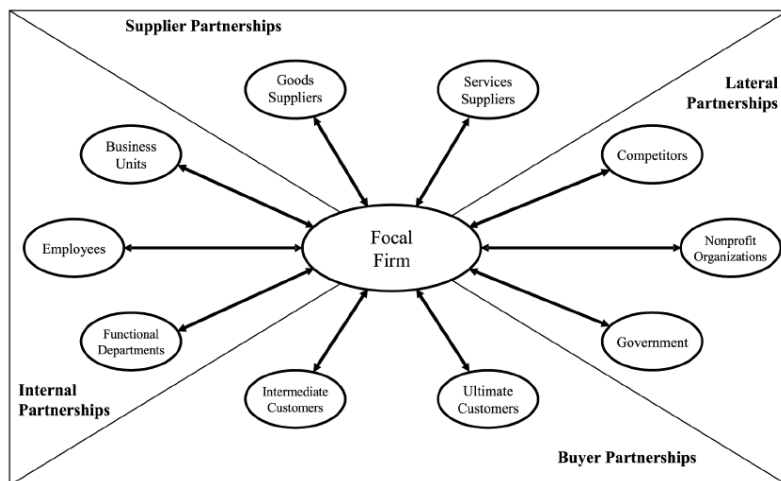 Supplier Partnerships
Goods
Suppliers
Services
Suppliers
Lateral
Partnerships
Business
Units
Competitors
Employees
Focal
Firm
Nonprofit
Organizations
Functional
Departments
Government
Internal
Partnerships
Intermediate
Customers
Ultimate
Customers
Buyer Partnerships